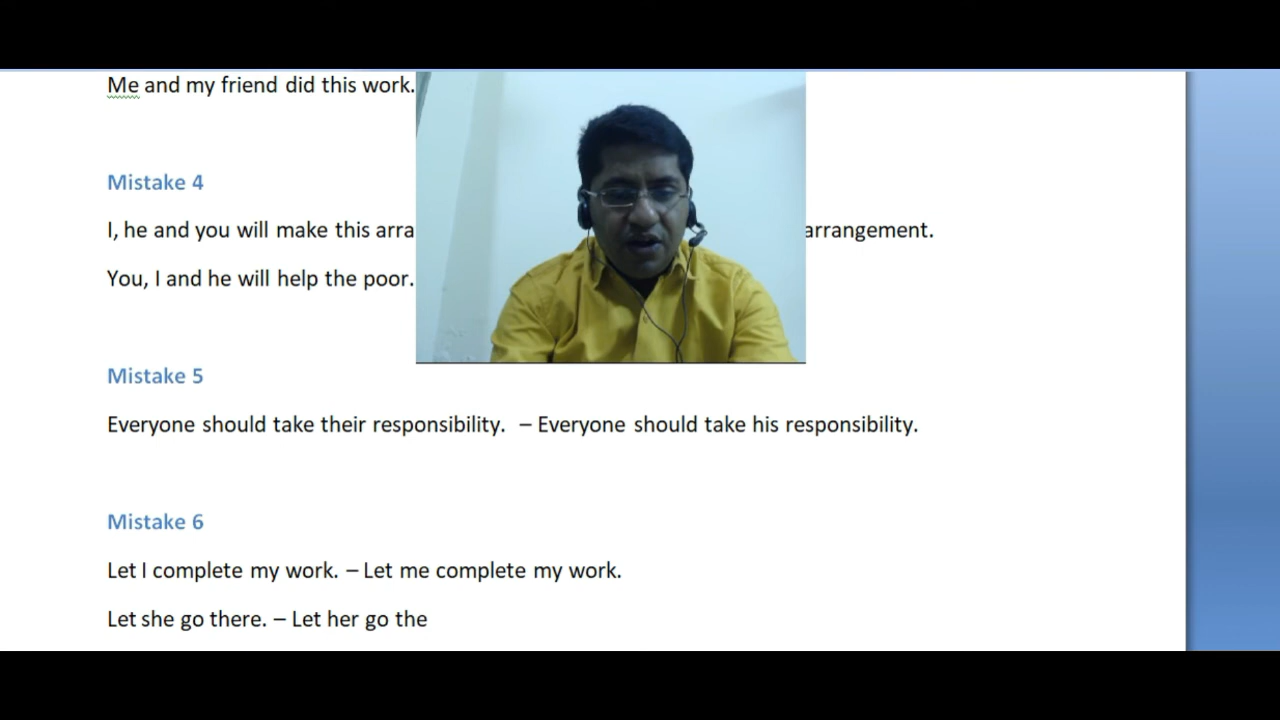 Me and my friend did this work.
Mistake 4
I, he and you will make this arra arrangement.
You, I and he will help the poor.
Mistake 5
Everyone should take their responsibility. – Everyone should take his responsibility.
Mistake 6
Let I complete my work. – Let me complete my work.
Let she go there. – Let her go the